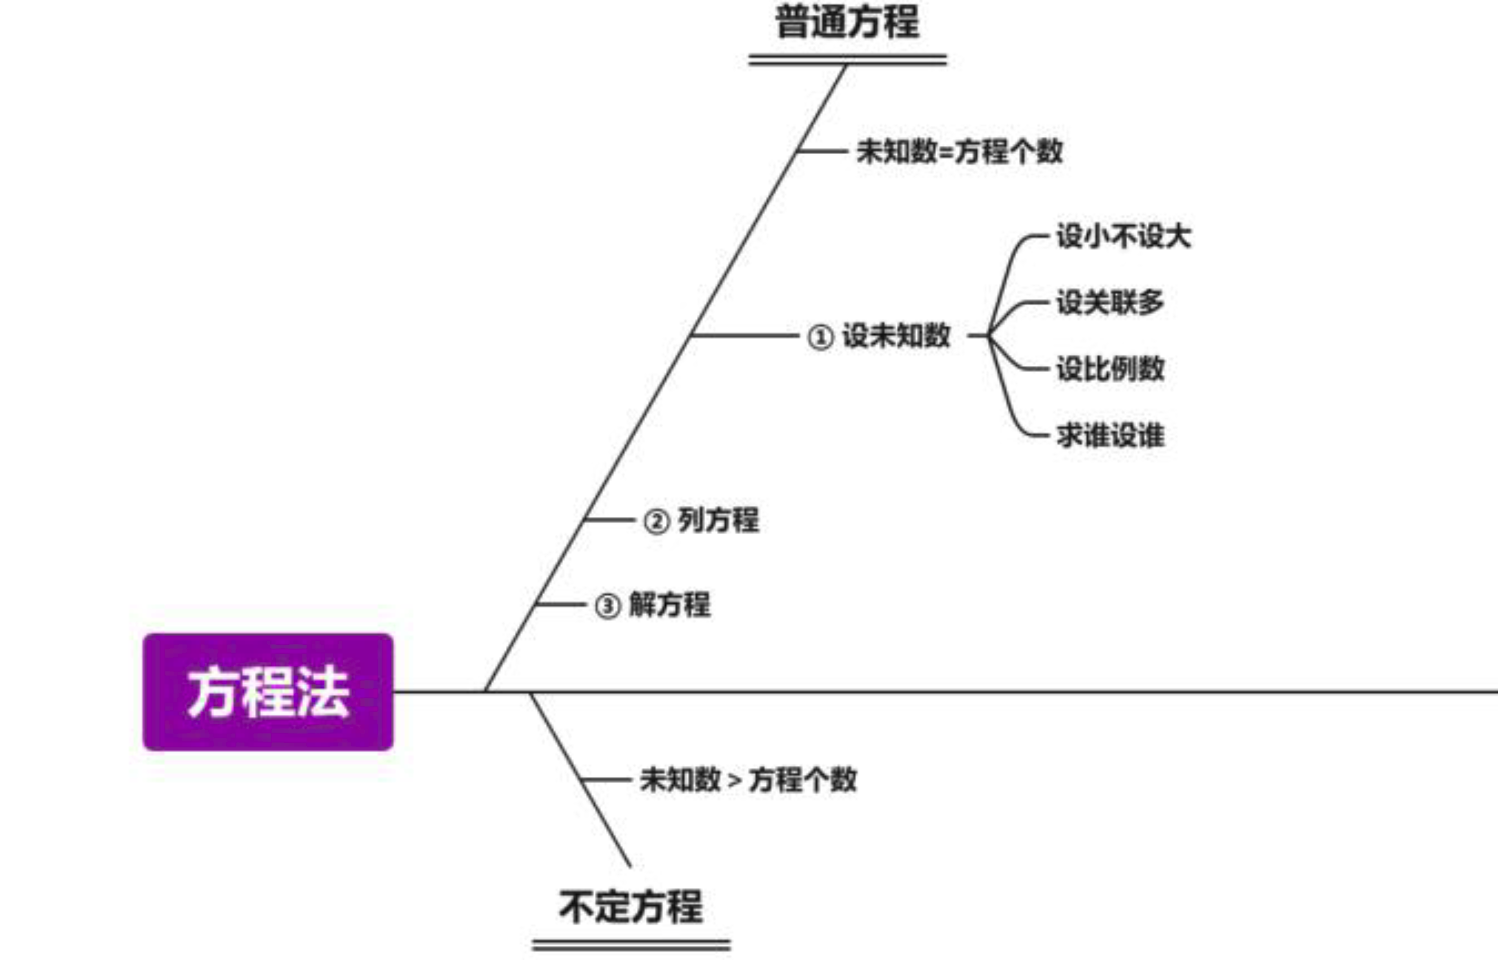 普通方程
未知数=方程个数
设小不设大
设关联多
① 设未知数
设比例数
求谁设谁
② 列方程
③ 解方程
方程法
未知数 > 方程个数
不定方程